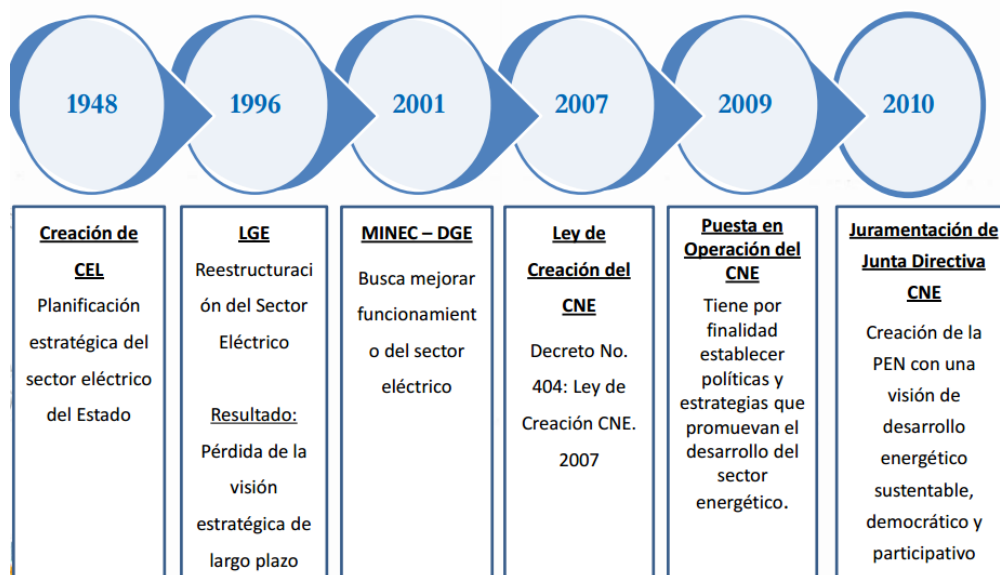 1948
1996
2001
2007
2009
2010
Creación de
CEL
Planificación
estratégica del
sector eléctrico
del Estado
LGE
Reestructuraci
ón del Sector
Eléctrico
Resultado:
Pérdida de la
visión
estratégica de
largo plazo
MINEC – DGE
Busca mejorar
funcionamient
o del sector
eléctrico
Ley de
Creación del
CNE
Decreto No.
404: Ley de
Creación CNE.
2007
Puesta en
Operación del
CNE
Tiene por
finalidad
establecer
políticas y
estrategias que
promuevan el
desarrollo del
sector
energético.
Juramentación de
Junta Directiva
CNE
Creación de la
PEN con una
visión de
desarrollo
energético
sustentable,
democrático y
participativo